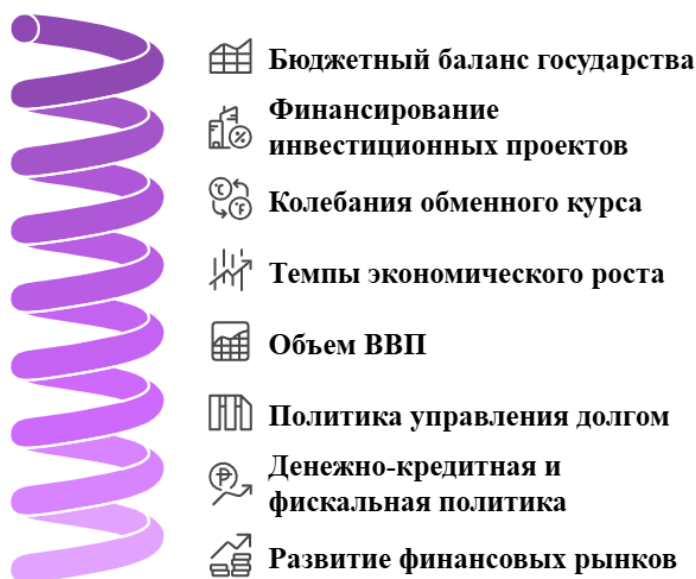 Бюджетный баланс государства
Финансирование
инвестиционных проектов
°C
°F
Колебания обменного курса
Темпы экономического роста
Объем ВВП
Политика управления долгом
Денежно-кредитная и
фискальная политика
Развитие финансовых рынков